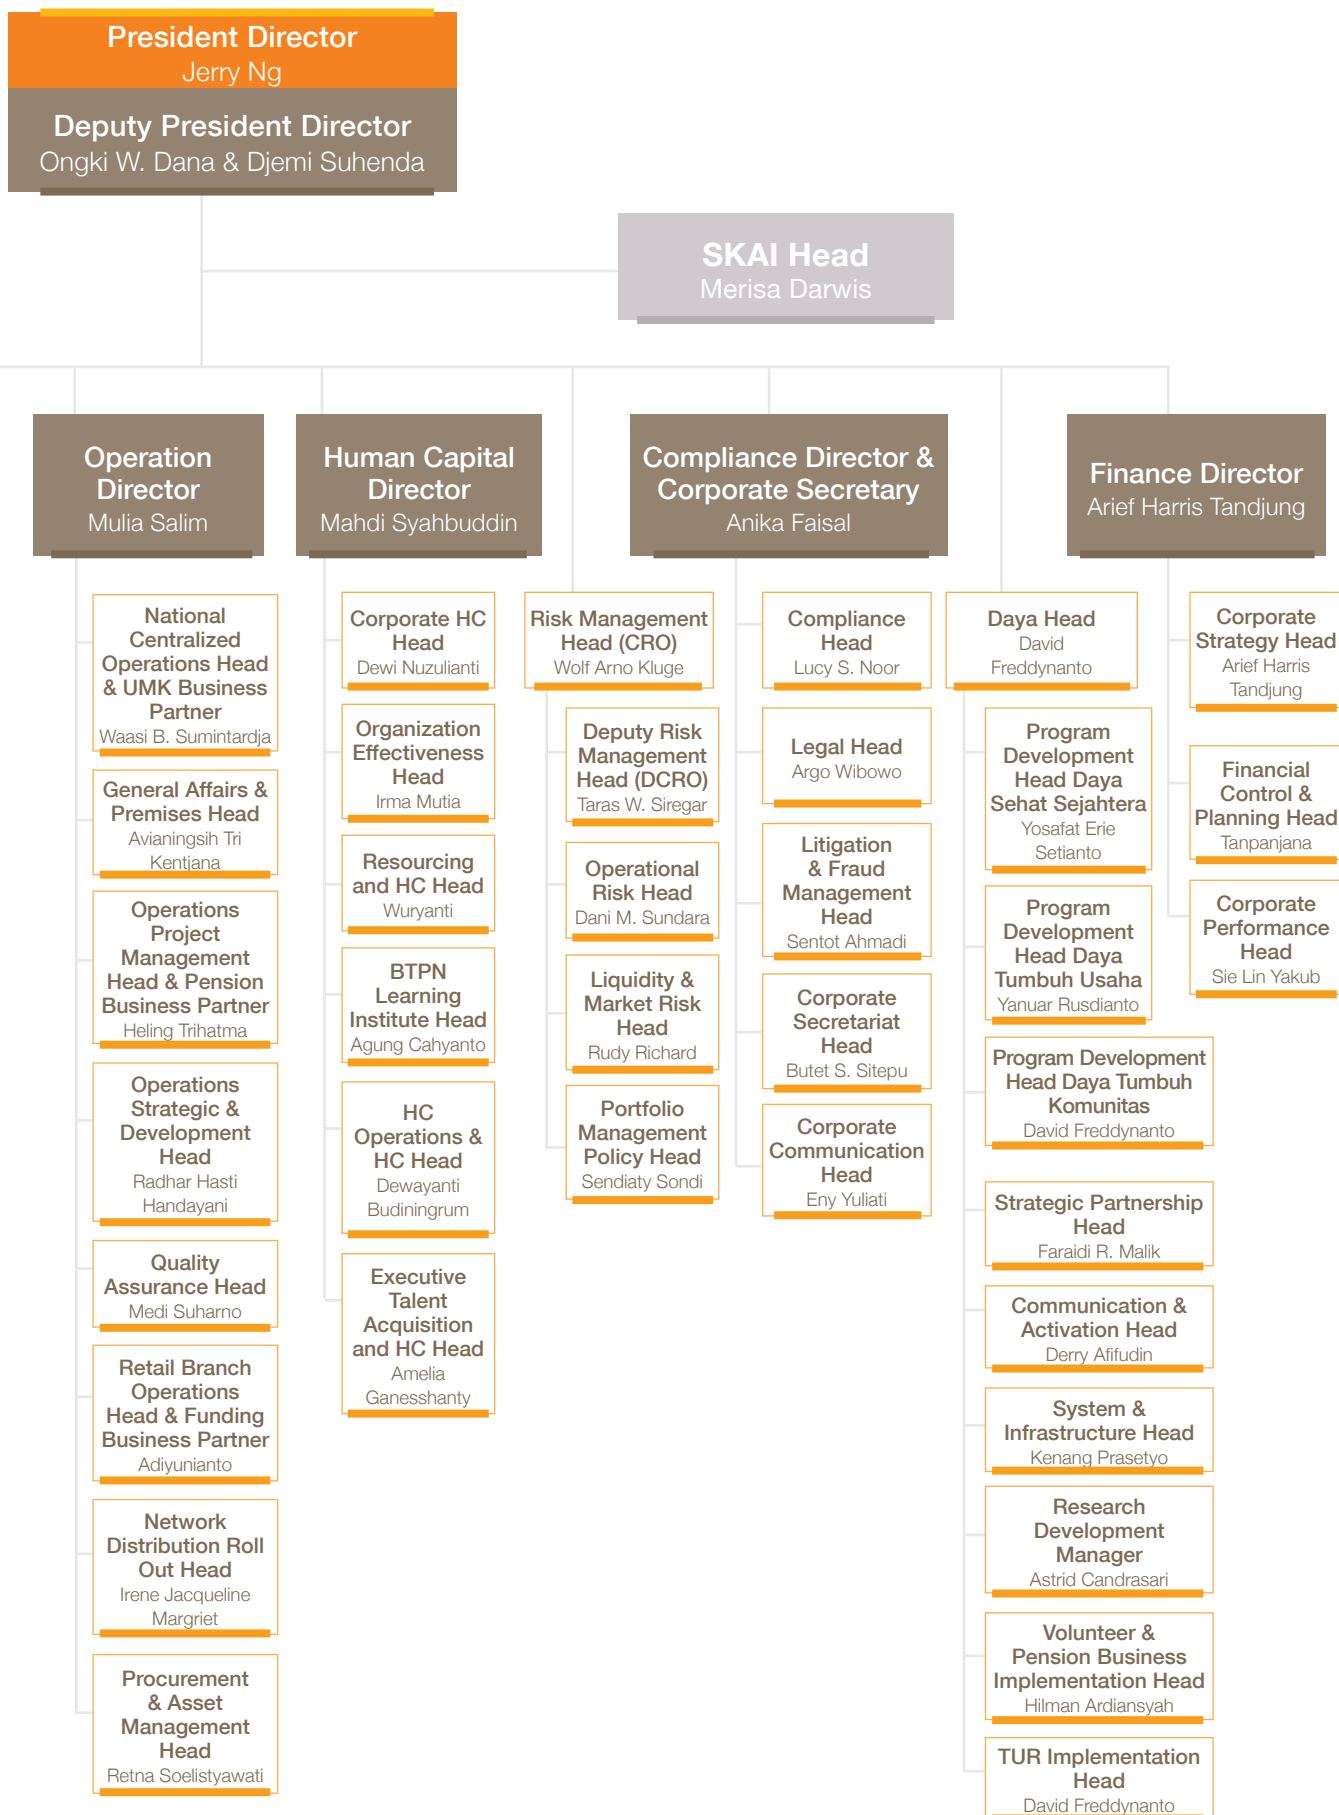 President Director
Jerry Ng
Deputy President Director
Ongki W. Dana & Djemi Suhenda
SKAI Head
Merisa Darwis
Operation
Director
Mulia Salim
Human Capital
Director
Mahdi Syahbuddin
Compliance Director &
Corporate Secretary
Anika Faisal
Finance Director
Arief Harris Tandjung
National
Centralized
Operations Head
& UMK Business
Partner
Waasi B. Sumintardja
General Affairs &
Premises Head
Avianingsih Tri
Kentjana
Operations
Project
Management
Head & Pension
Business Partner
Heling Trihatma
Operations
Strategic &
Development
Head
Radhar Hasti
Handayani
Quality
Assurance Head
Medi Suharno
Retail Branch
Operations
Head & Funding
Business Partner
Adiyunianto
Network
Distribution Roll
Out Head
Irene Jacqueline
Margriet
Procurement
& Asset
Management
Head
Retna Soelistyawati
Corporate HC
Head
Dewi Nuzulianti
Organization
Effectiveness
Head
Irma Mutia
Resourcing
and HC Head
Wuryanti
BTPN
Learning
Institute Head
Agung Cahyanto
HC
Operations &
HC Head
Dewayanti
Budiningrum
Executive
Talent
Acquisition
and HC Head
Amelia
Ganesshanty
Risk Management
Head (CRO)
Wolf Arno Kluge
Deputy Risk
Management
Head (DCRO)
Taras W. Siregar
Operational
Risk Head
Dani M. Sundara
Liquidity &
Market Risk
Head
Rudy Richard
Portfolio
Management
Policy Head
Sendiaty Sondi
Compliance
Head
Lucy S. Noor
Legal Head
Argo Wibowo
Litigation
& Fraud
Management
Head
Sentot Ahmadi
Corporate
Secretariat
Head
Butet S. Sitepu
Corporate
Communication
Head
Eny Yuliati
Daya Head
David
Freddynanto
Program
Development
Head Daya
Sehat Sejahtera
Yosafat Erie
Setianto
Program
Development
Head Daya
Tumbuh Usaha
Yanuar Rusdianto
Program Development
Head Daya Tumbuh
Komunitas
David Freddynanto
Strategic Partnership
Head
Faraidi R. Malik
Communication &
Activation Head
Derry Afifudin
System &
Infrastructure Head
Kenang Prasetyo
Research
Development
Manager
Astrid Candrasari
Volunteer &
Pension Business
Implementation Head
Hilman Ardiansyah
TUR Implementation
Head
David Freddynanto
Corporate
Strategy Head
Arief Harris
Tandjung
Financial
Control &
Planning Head
Tanpanjana
Corporate
Performance
Head
Sie Lin Yakub